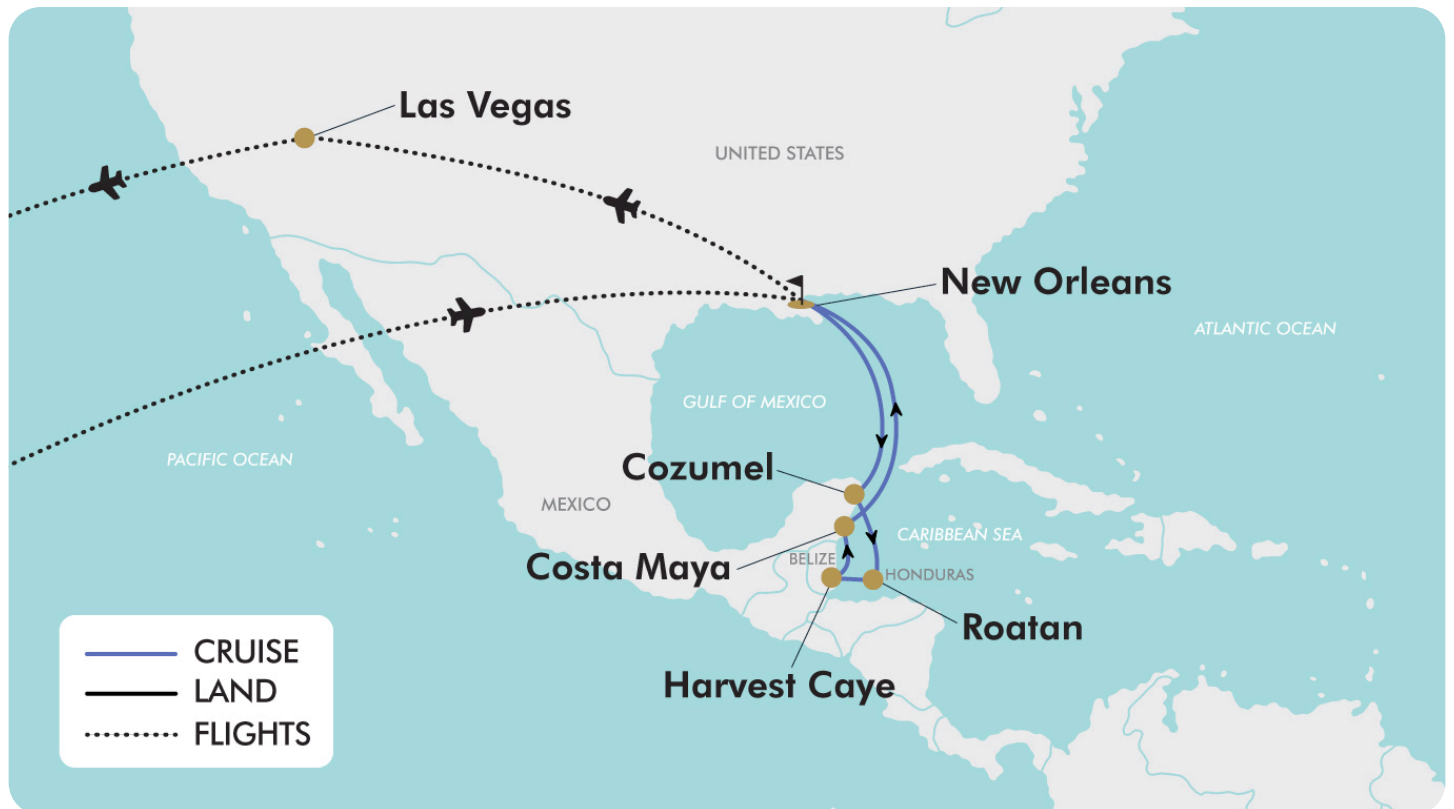 Las Vegas
UNITED STATES
New Orleans
ATLANTIC OCEAN
GULF OF MEXICO
PACIFIC OCEAN
Cozumel
MEXICO
CARIBBEAN SEA
Costa Maya
BELIZE
HONDURAS
Roatan
Harvest Caye
CRUISE
LAND
FLIGHTS